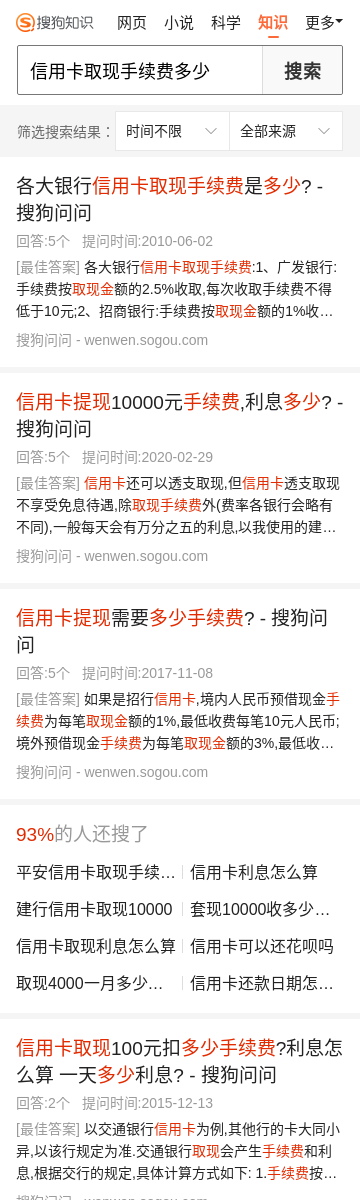 搜狗知识 网页 小说 科学 知识 更多
信用卡取现手续费多少 搜索
筛选搜索结果： 时间不限 全部来源
各大银行信用卡取现手续费是多少? -
搜狗问问
回答:5个 提问时间:2010-06-02
[最佳答案] 各大银行信用卡取现手续费:1、广发银行:
手续费按取现金额的2.5%收取,每次收取手续费不得
低于10元;2、招商银行:手续费按取现金额的1%收…
搜狗问问 - wenwen.sogou.com
信用卡提现10000元手续费,利息多少? -
搜狗问问
回答:5个 提问时间:2020-02-29
[最佳答案] 信用卡还可以透支取现,但信用卡透支取现
不享受免息待遇,除取现手续费外(费率各银行会略有
不同),一般每天会有万分之五的利息,以我使用的建…
搜狗问问 - wenwen.sogou.com
信用卡提现需要多少手续费? - 搜狗问
问
回答:5个 提问时间:2017-11-08
[最佳答案] 如果是招行信用卡,境内人民币预借现金手
续费为每笔取现金额的1%,最低收费每笔10元人民币;
境外预借现金手续费为每笔取现金额的3%,最低收…
搜狗问问 - wenwen.sogou.com
93%的人还搜了
平安信用卡取现手续… 信用卡利息怎么算
建行信用卡取现10000 套现10000收多少…
信用卡取现利息怎么算 信用卡可以还花呗吗
取现4000一月多少… 信用卡还款日期怎…
信用卡取现100元扣多少手续费?利息怎
么算 一天多少利息? - 搜狗问问
回答:2个 提问时间:2015-12-13
[最佳答案] 以交通银行信用卡为例,其他行的卡大同小
异,以该行规定为准.交通银行取现会产生手续费和利
息,根据交行的规定,具体计算方式如下: 1.手续费按…
搜狗问问 - wenwen.sogou.com